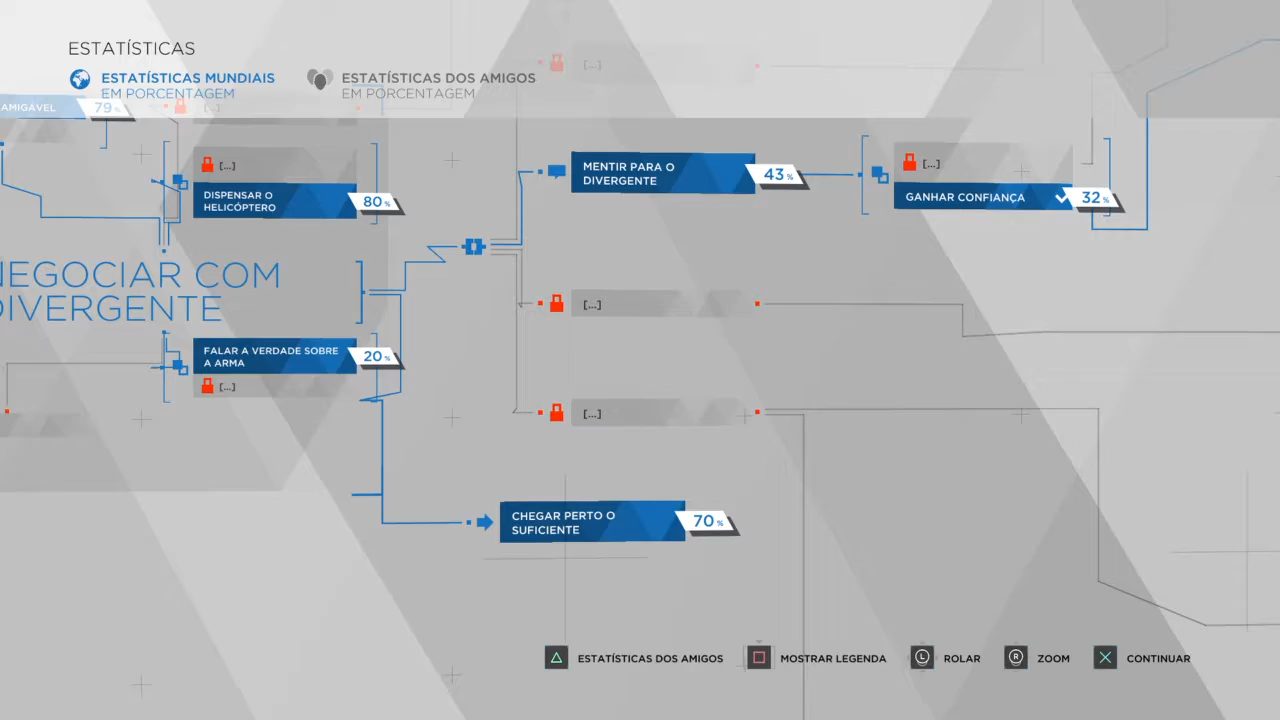 ESTATÍSTICAS
ESTATÍSTICAS MUNDIAIS
EM PORCENTAGEM
ESTATÍSTICAS DOS AMIGOS
EM PORCENTAGEM
[...]
AMIGÁVEL 79%
[...]
[...]
DISPENSAR O
HELICÓPTERO
80%
MENTIR PARA O
DIVERGENTE
43%
[...]
GANHAR CONFIANÇA
32%
NEGOCIAR COM
DIVERGENTE
[...]
FALAR A VERDADE SOBRE
A ARMA
20%
[...]
[...]
CHEGAR PERTO O
SUFICIENTE
70%
ESTATÍSTICAS DOS AMIGOS
MOSTRAR LEGENDA
L
ROLAR
R
ZOOM
CONTINUAR